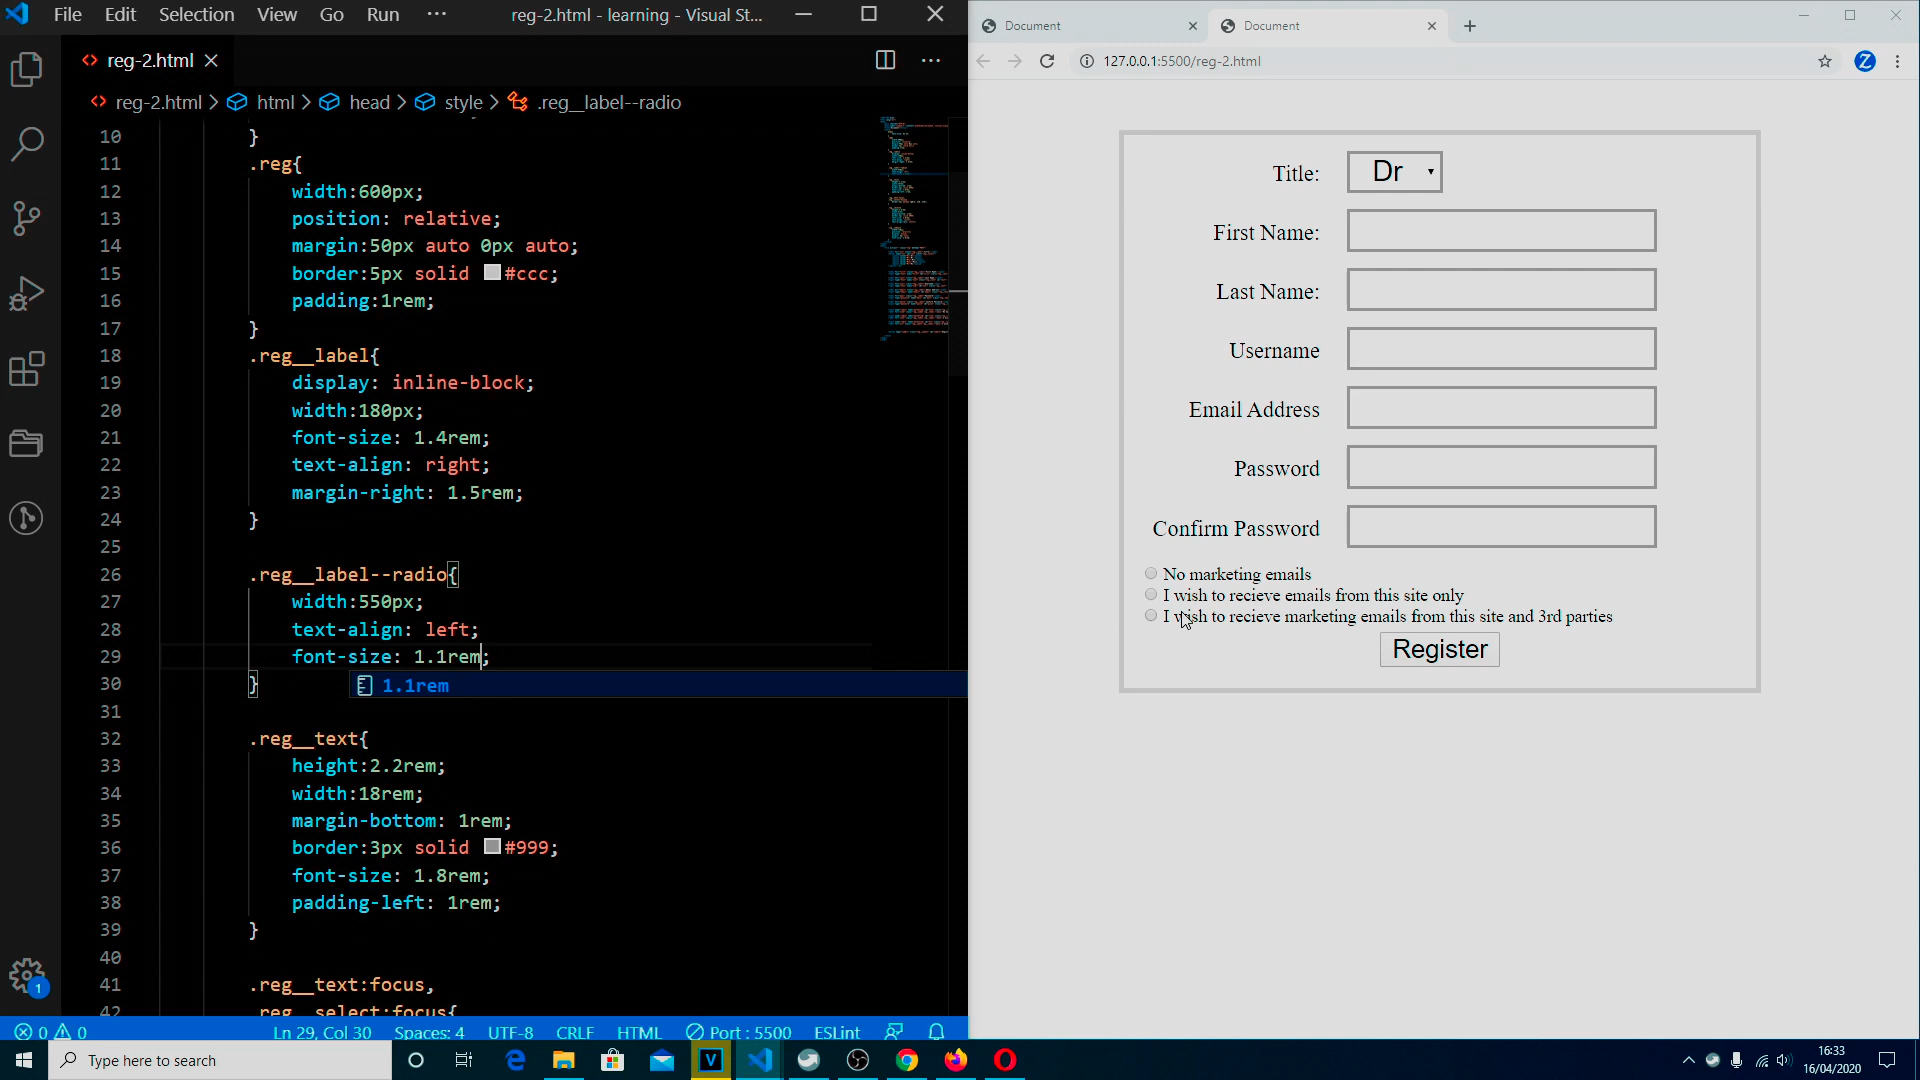 File Edit Selection View Go Run ··· reg-2.html - learning - Visual St...
reg-2.html
reg-2.html > html > head > style > .reg__label--radio
10 }
11 .reg{
12 width:600px;
13 position: relative;
14 margin:50px auto 0px auto;
15 border:5px solid #ccc;
16 padding:1rem;
17 }
18 .reg__label{
19 display: inline-block;
20 width:180px;
21 font-size: 1.4rem;
22 text-align: right;
23 margin-right: 1.5rem;
24 }
25
26 .reg__label--radio{
27 width:550px;
28 text-align: left;
29 font-size: 1.1rem;
30 }
1.1rem
31
32 .reg__text{
33 height:2.2rem;
34 width:18rem;
35 margin-bottom: 1rem;
36 border:3px solid #999;
37 font-size: 1.8rem;
38 padding-left: 1rem;
39 }
40
41 .reg__text:focus,
42 .reg__select:focus{
1
0 0 Ln 29, Col 30 Spaces: 4 UTF-8 CRLF HTML Port : 5500 ESLint
Document
Document
127.0.0.1:5500/reg-2.html
Z
Title: Dr
First Name:
Last Name:
Username
Email Address
Password
Confirm Password
No marketing emails
I wish to recieve emails from this site only
I wish to recieve marketing emails from this site and 3rd parties
Register
Type here to search
V
16:33
16/04/2020